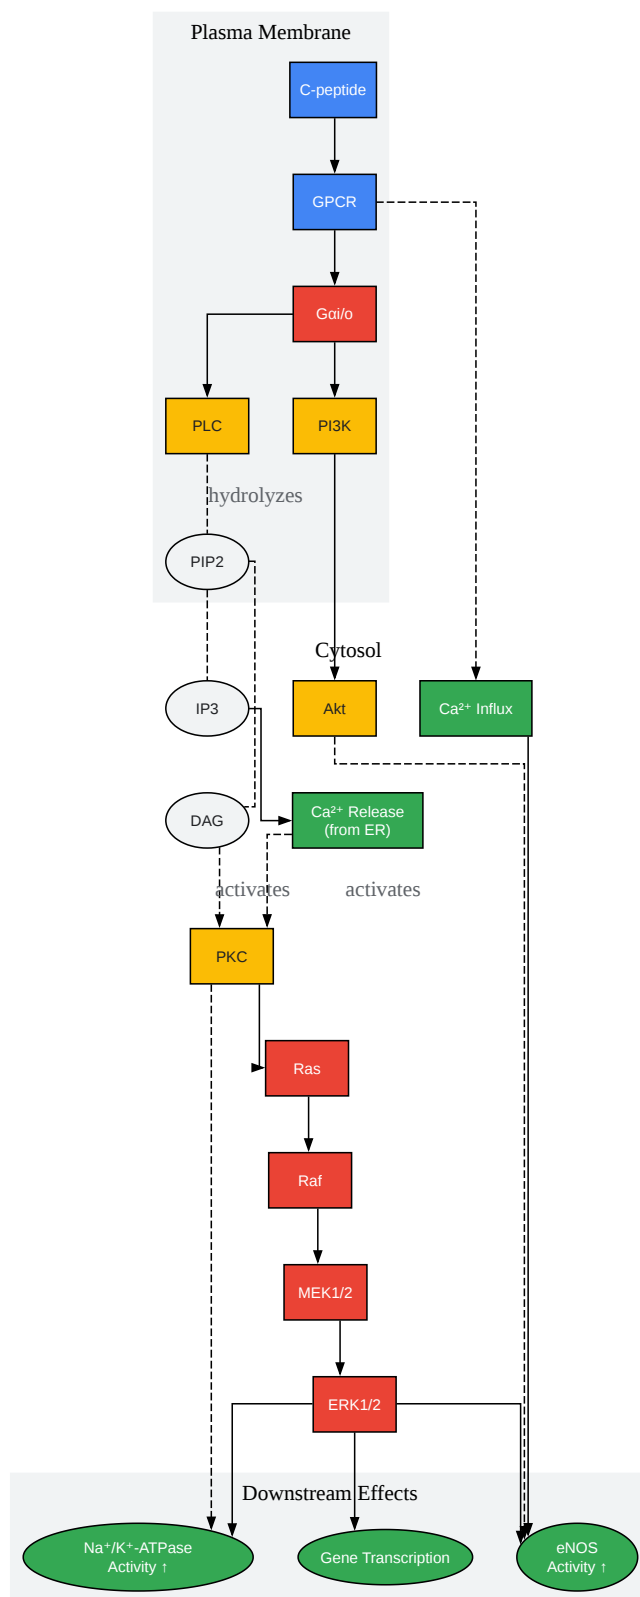 Plasma Membrane
C-peptide
GPCR
Gαi/o
PLC
PI3K
hydrolyzes
PIP2
Cytosol
IP3
Akt
Ca²⁺ Influx
DAG
Ca²⁺ Release
(from ER)
activates
activates
PKC
Ras
Raf
MEK1/2
ERK1/2
Downstream Effects
Na⁺/K⁺-ATPase
Activity ↑
Gene Transcription
eNOS
Activity ↑